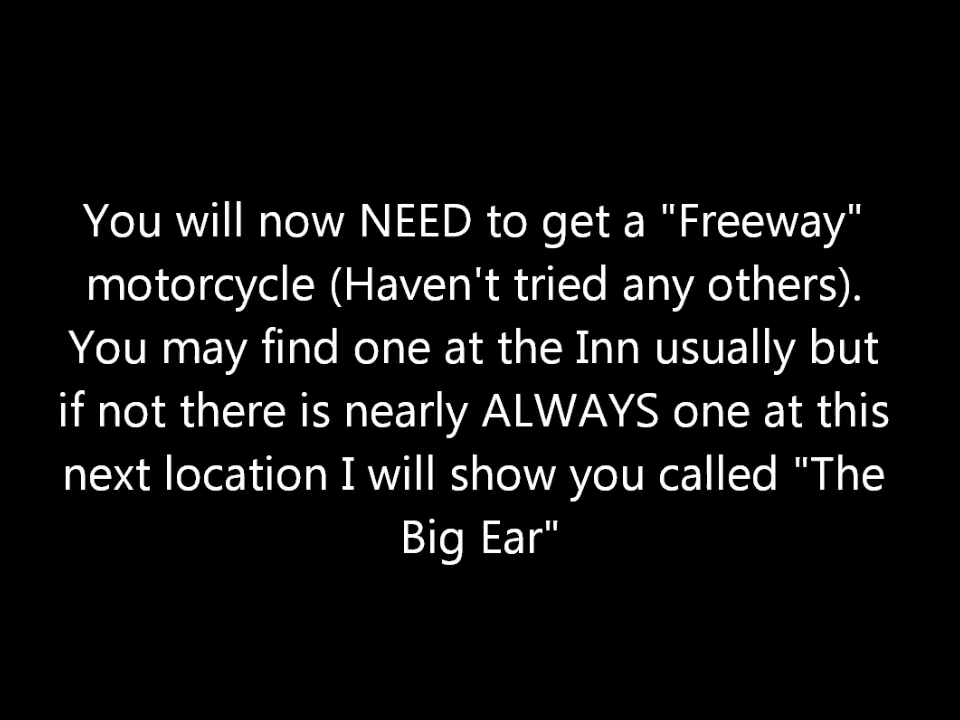 You will now NEED to get a "Freeway"
motorcycle (Haven't tried any others).
You may find one at the Inn usually but
if not there is nearly ALWAYS one at this
next location I will show you called "The
Big Ear"